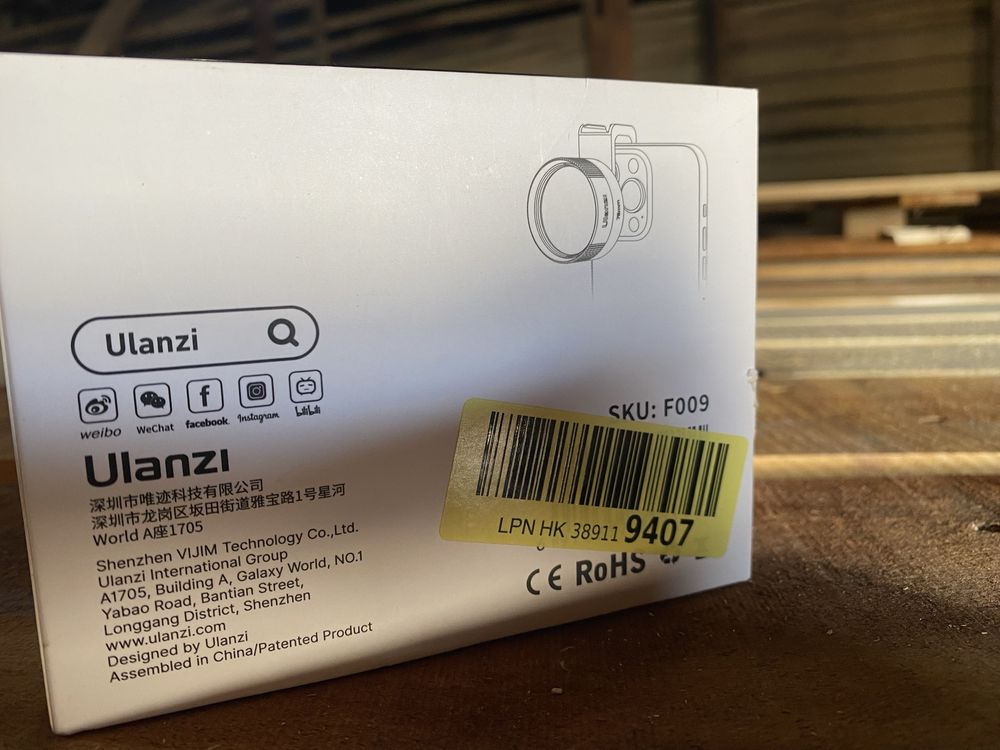 Ulanzi
75mm
Ulanzi
weibo
WeChat
facebook.
Instagram
bilibili
SKU: F009
Ulanzi
深圳市唯迹科技有限公司
深圳市龙岗区坂田街道雅宝路1号星河
World A座1705
LPN HK 38911 9407
Shenzhen VIJIM Technology Co.,Ltd.
Ulanzi International Group
A1705, Building A, Galaxy World, NO.1
Yabao Road, Bantian Street,
Longgang District, Shenzhen
www.ulanzi.com
Designed by Ulanzi
Assembled in China/Patented Product
CE RoHS